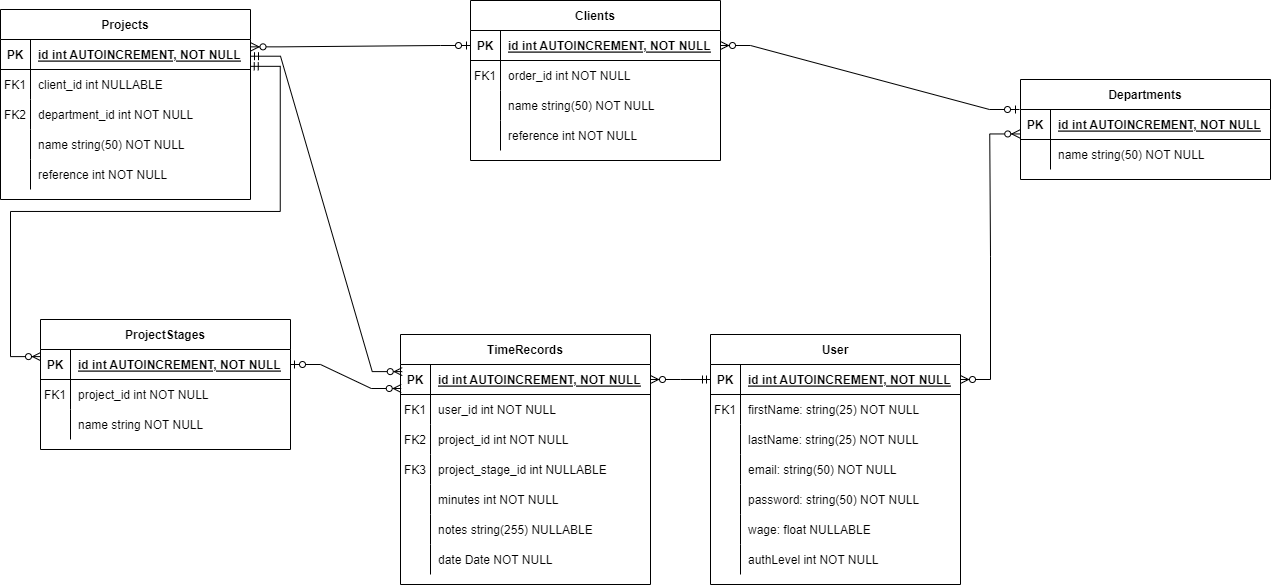 Projects
PK id int AUTOINCREMENT, NOT NULL
FK1 client_id int NULLABLE
FK2 department_id int NOT NULL
name string(50) NOT NULL
reference int NOT NULL
Clients
PK id int AUTOINCREMENT, NOT NULL
FK1 order_id int NOT NULL
name string(50) NOT NULL
reference int NOT NULL
Departments
PK id int AUTOINCREMENT, NOT NULL
name string(50) NOT NULL
ProjectStages
PK id int AUTOINCREMENT, NOT NULL
FK1 project_id int NOT NULL
name string NOT NULL
TimeRecords
PK id int AUTOINCREMENT, NOT NULL
FK1 user_id int NOT NULL
FK2 project_id int NOT NULL
FK3 project_stage_id int NULLABLE
minutes int NOT NULL
notes string(255) NULLABLE
date Date NOT NULL
User
PK id int AUTOINCREMENT, NOT NULL
FK1 firstName: string(25) NOT NULL
lastName: string(25) NOT NULL
email: string(50) NOT NULL
password: string(50) NOT NULL
wage: float NULLABLE
authLevel int NOT NULL